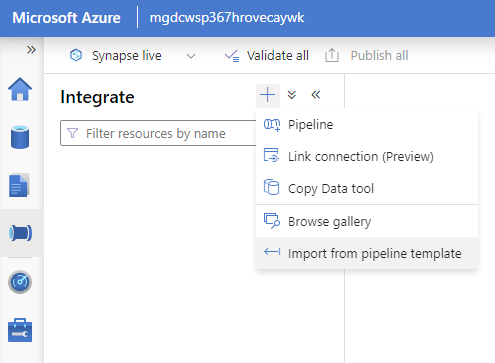 Microsoft Azure mgdcwsp367hrovecaywk
Synapse live Validate all Publish all
Integrate
Filter resources by name
Pipeline
Link connection (Preview)
Copy Data tool
Browse gallery
Import from pipeline template